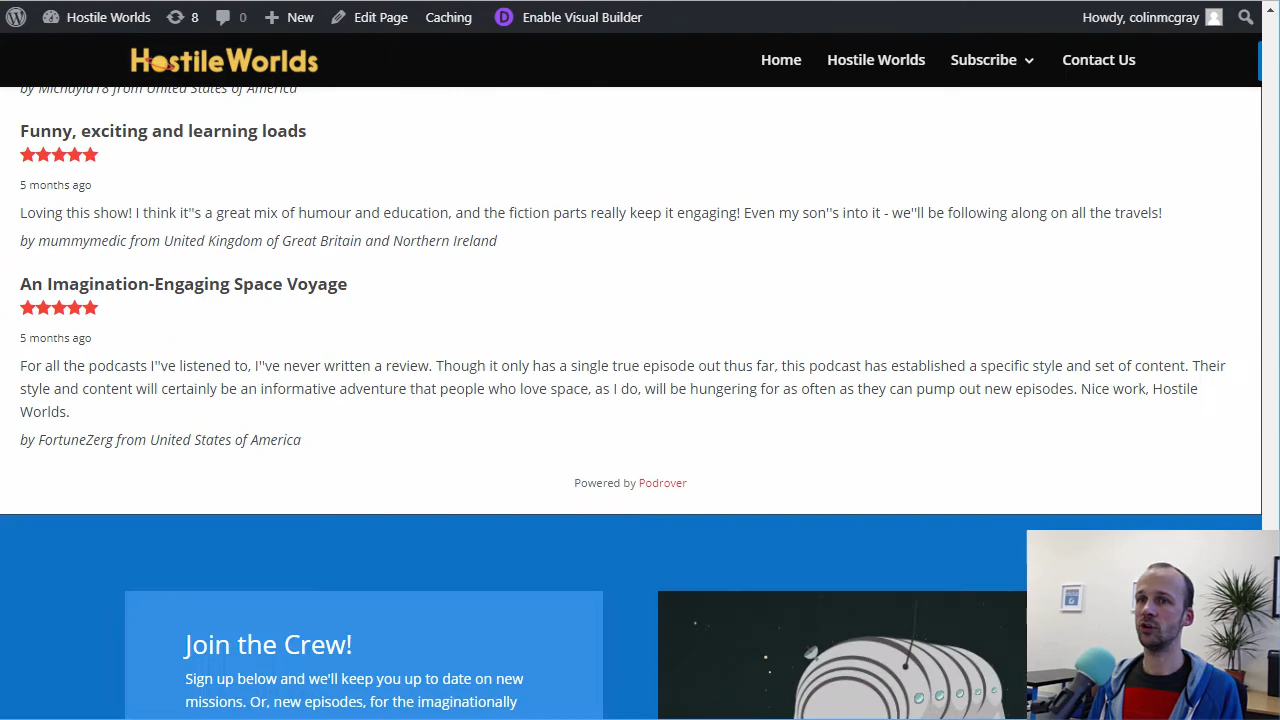 Hostile Worlds 8 0 New Edit Page Caching D Enable Visual Builder Howdy, colinmcgray
HostileWorlds Home Hostile Worlds Subscribe Contact Us
by Michayla18 from United States of America
Funny, exciting and learning loads
5 months ago
Loving this show! I think it"s a great mix of humour and education, and the fiction parts really keep it engaging! Even my son"s into it - we"ll be following along on all the travels!
by mummymedic from United Kingdom of Great Britain and Northern Ireland
An Imagination-Engaging Space Voyage
5 months ago
For all the podcasts I"ve listened to, I"ve never written a review. Though it only has a single true episode out thus far, this podcast has established a specific style and set of content. Their
style and content will certainly be an informative adventure that people who love space, as I do, will be hungering for as often as they can pump out new episodes. Nice work, Hostile
Worlds.
by FortuneZerg from United States of America
Powered by Podrover
Join the Crew!
Sign up below and we'll keep you up to date on new
missions. Or, new episodes, for the imaginationally